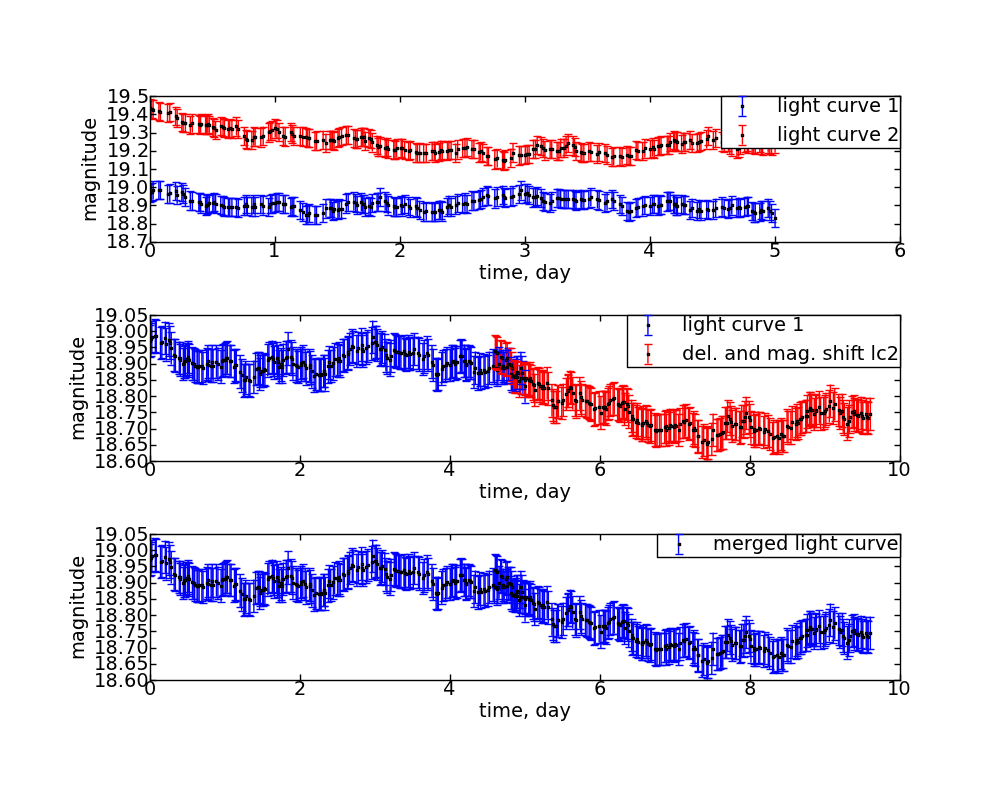 19.5
19.4
19.3
19.2
19.1
19.0
18.9
18.8
18.7
magnitude
light curve 1
light curve 2
0 1 2 3 4 5 6
time, day
19.05
19.00
18.95
18.90
18.85
18.80
18.75
18.70
18.65
18.60
magnitude
light curve 1
del. and mag. shift lc2
0 2 4 6 8 10
time, day
19.05
19.00
18.95
18.90
18.85
18.80
18.75
18.70
18.65
18.60
magnitude
merged light curve
0 2 4 6 8 10
time, day